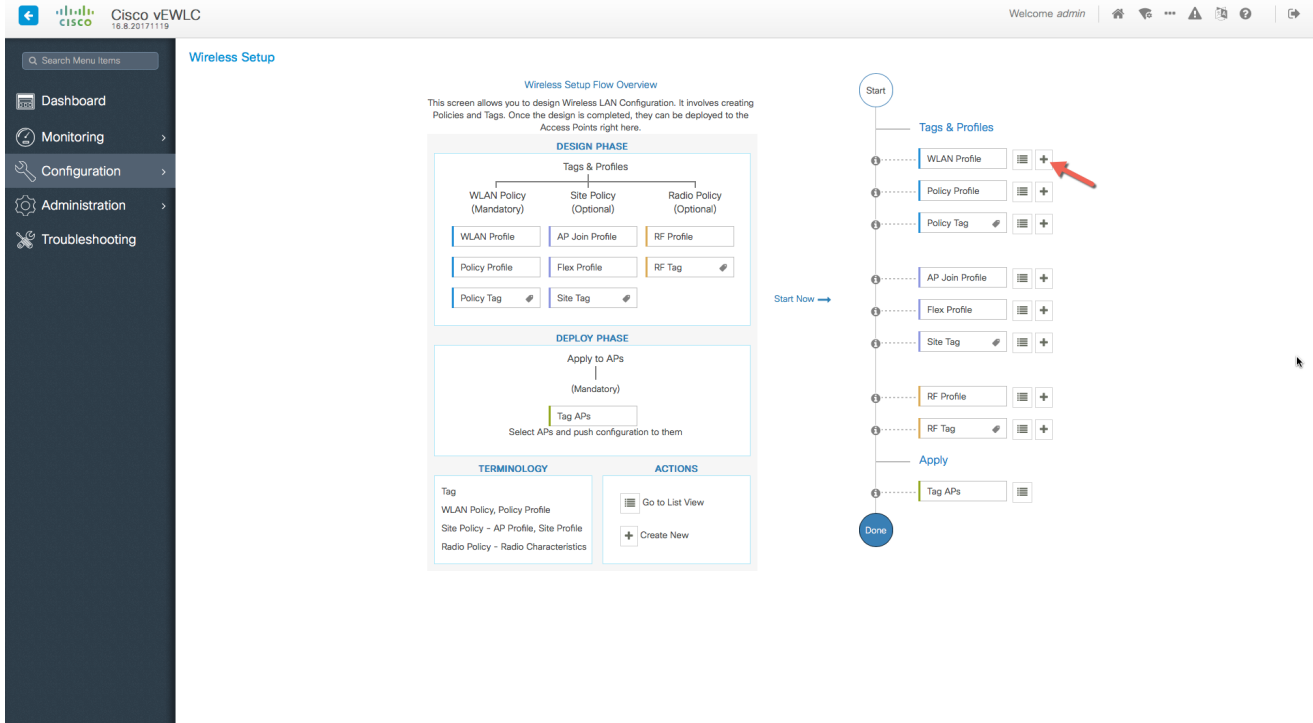 cisco
Cisco vEWLC
16.8.20171119
Welcome admin
Search Menu Items
Dashboard
Monitoring
Configuration
Administration
Troubleshooting
Wireless Setup
Wireless Setup Flow Overview
This screen allows you to design Wireless LAN Configuration. It involves creating
Policies and Tags. Once the design is completed, they can be deployed to the
Access Points right here.
DESIGN PHASE
Tags & Profiles
WLAN Policy
(Mandatory)
Site Policy
(Optional)
Radio Policy
(Optional)
WLAN Profile
AP Join Profile
RF Profile
Policy Profile
Flex Profile
RF Tag
Policy Tag
Site Tag
DEPLOY PHASE
Apply to APs
(Mandatory)
Tag APs
Select APs and push configuration to them
TERMINOLOGY
Tag
WLAN Policy, Policy Profile
Site Policy - AP Profile, Site Profile
Radio Policy - Radio Characteristics
ACTIONS
Go to List View
Create New
Start Now
Start
Tags & Profiles
WLAN Profile
Policy Profile
Policy Tag
AP Join Profile
Flex Profile
Site Tag
RF Profile
RF Tag
Apply
Tag APs
Done